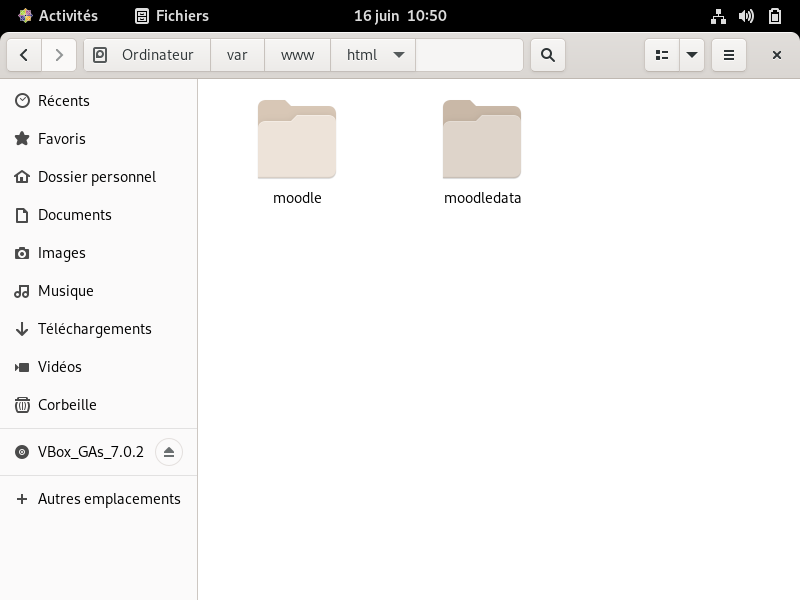 Activités Fichiers 16 juin 10:50
Ordinateur var www html
Récents
Favoris
Dossier personnel
Documents
Images
Musique
Téléchargements
Vidéos
Corbeille
VBox_GAs_7.0.2
Autres emplacements
moodle moodledata